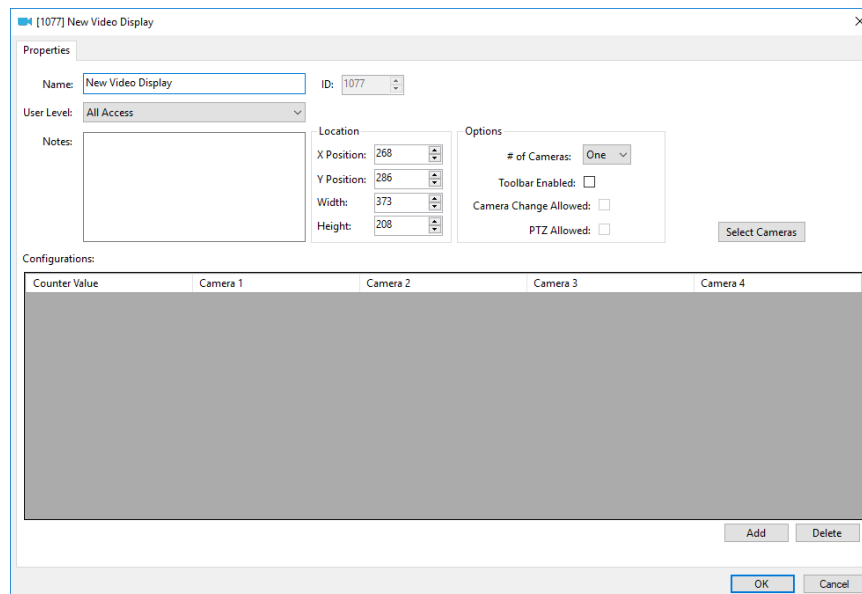 [1077] New Video Display
Properties
Name: New Video Display ID: 1077
User Level: All Access
Notes:
Location
X Position: 268
Y Position: 286
Width: 373
Height: 208
Options
# of Cameras: One
Toolbar Enabled:
Camera Change Allowed:
PTZ Allowed:
Select Cameras
Configurations:
Counter Value Camera 1 Camera 2 Camera 3 Camera 4
Add Delete
OK Cancel